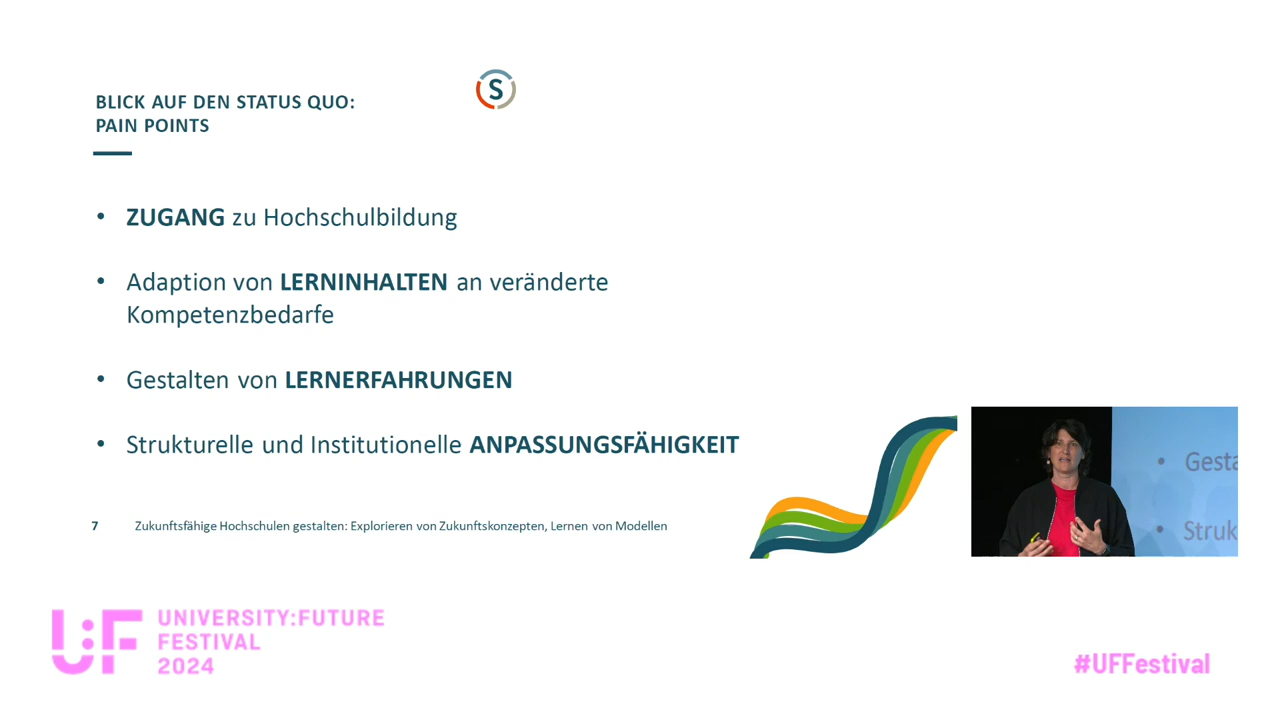 BLICK AUF DEN STATUS QUO:
PAIN POINTS
S
• ZUGANG zu Hochschulbildung
• Adaption von LERNINHALTEN an veränderte
Kompetenzbedarfe
• Gestalten von LERNERFAHRUNGEN
• Strukturelle und Institutionelle ANPASSUNGSFÄHIGKEIT
7 Zukunftsfähige Hochschulen gestalten: Explorieren von Zukunftskonzepten, Lernen von Modellen
• Gesta
• Struk
U:F
UNIVERSITY:FUTURE
FESTIVAL
2024
#UFFestival